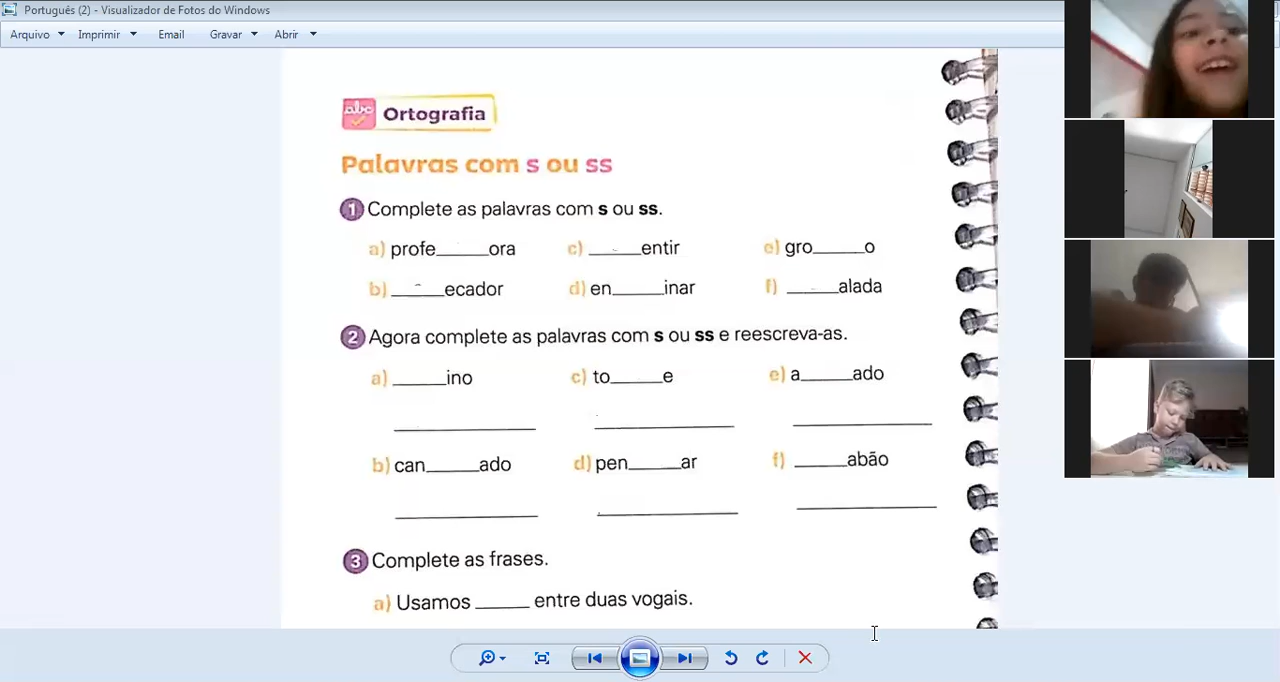 Português (2) - Visualizador de Fotos do Windows
Arquivo Imprimir Email Gravar Abrir
abc Ortografia
Palavras com s ou ss
1 Complete as palavras com s ou ss.
a) profe_____ora c) _____entir e) gro_____o
b) _____ecador d) en_____inar f) _____alada
2 Agora complete as palavras com s ou ss e reescreva-as.
a) _____ino c) to_____e e) a_____ado
b) can_____ado d) pen_____ar f) _____abão
3 Complete as frases.
a) Usamos _____ entre duas vogais.